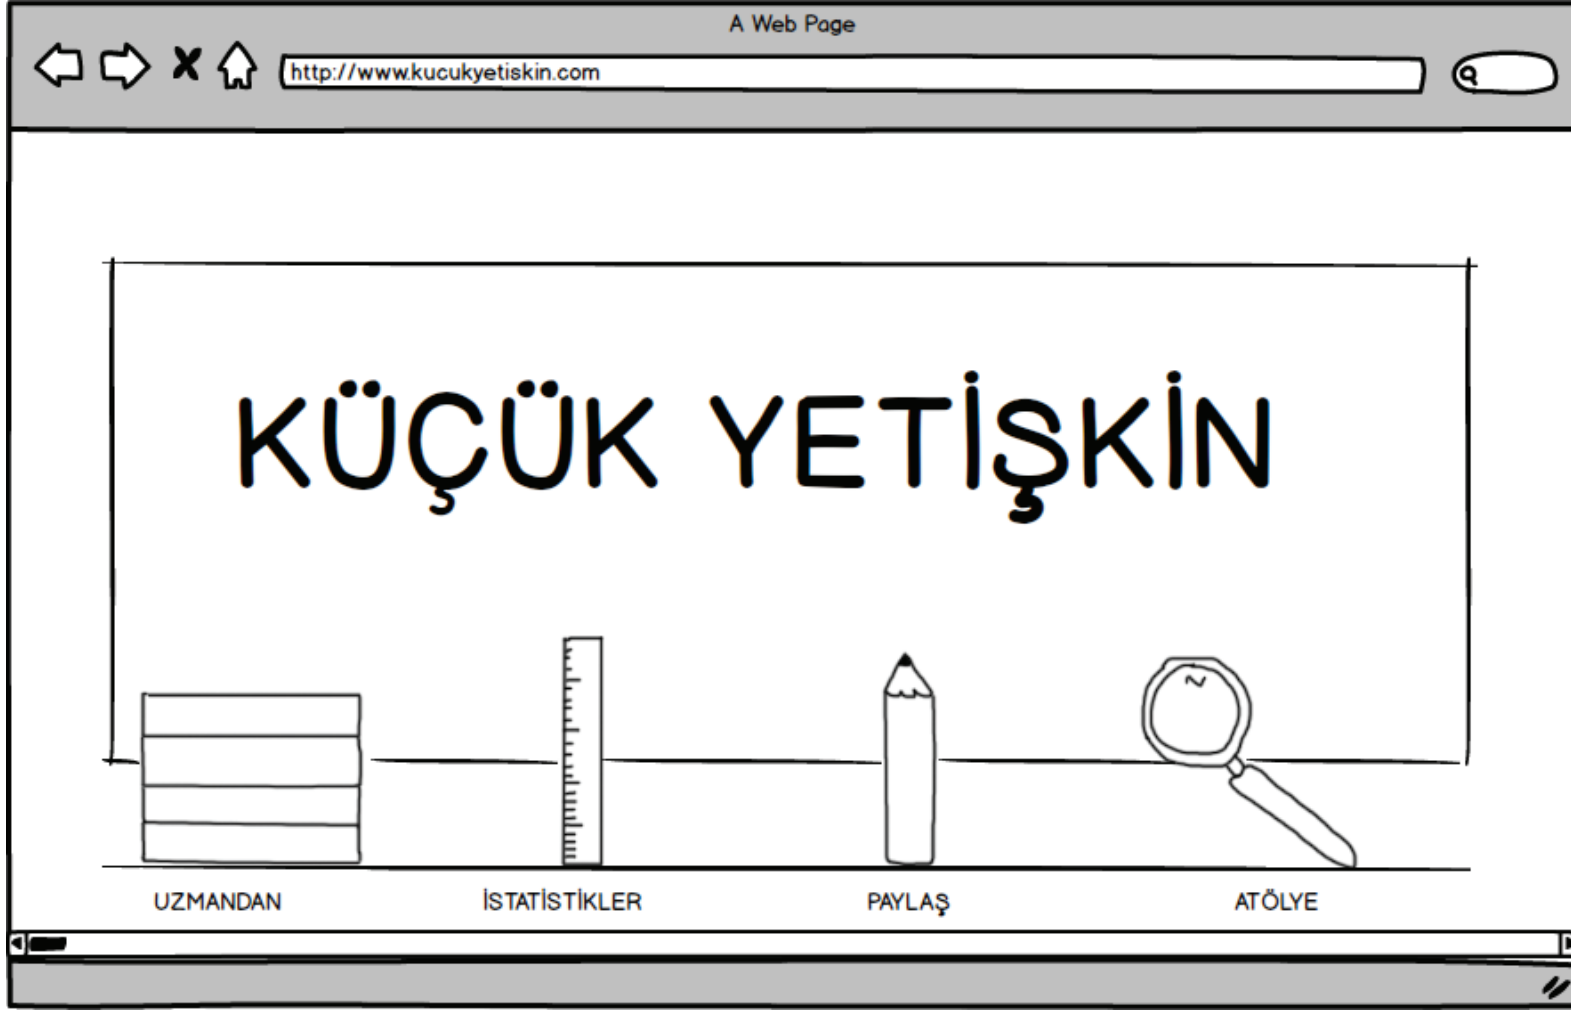 A Web Page
http://www.kucukyetiskin.com
KÜÇÜK YETİŞKİN
UZMANDAN
İSTATİSTİKLER
PAYLAŞ
ATÖLYE